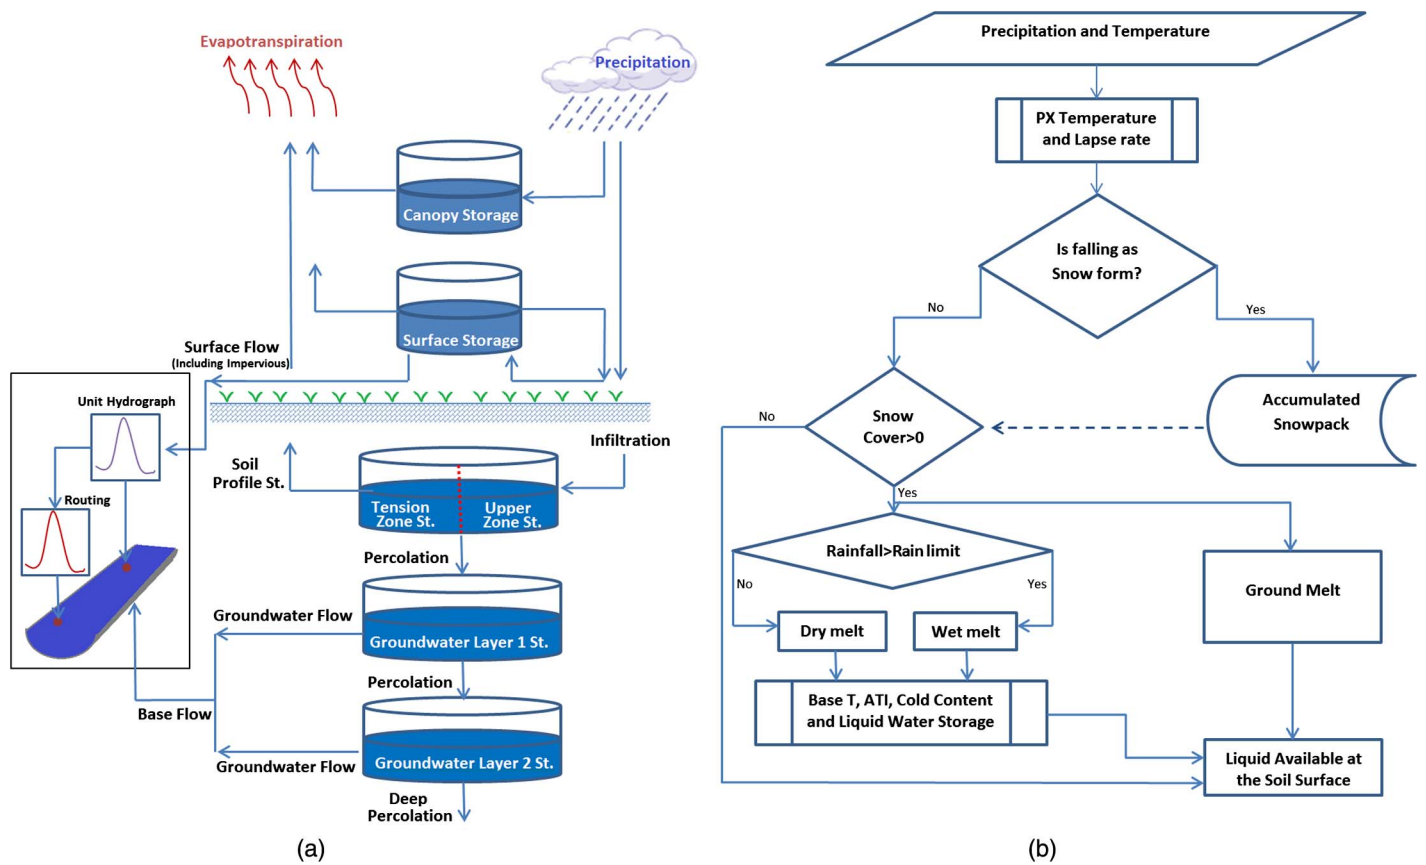 Evapotranspiration
Precipitation
Canopy Storage
Surface Storage
Surface Flow
(Including Impervious)
Unit Hydrograph
Routing
Infiltration
Soil
Profile St.
Tension
Zone St.
Upper
Zone St.
Percolation
Groundwater Flow
Groundwater Layer 1 St.
Percolation
Base Flow
Groundwater Flow
Groundwater Layer 2 St.
Deep
Percolation
(a)
Precipitation and Temperature
PX Temperature
and Lapse rate
Is falling as
Snow form?
No
Yes
Accumulated
Snowpack
No
Snow
Cover>0
Yes
Rainfall>Rain limit
No
Yes
Ground Melt
Dry melt
Wet melt
Base T, ATI, Cold Content
and Liquid Water Storage
Liquid Available at
the Soil Surface
(b)